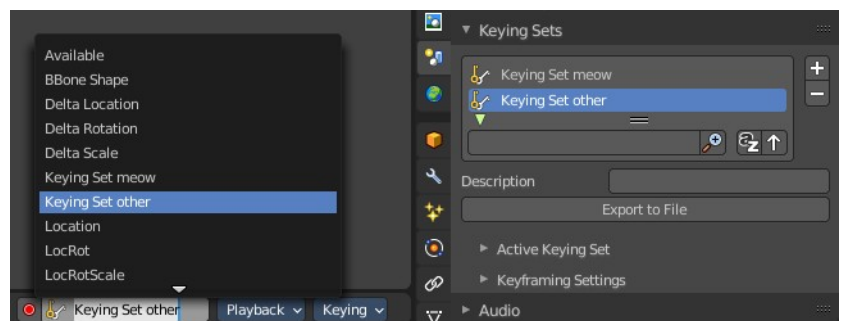 Available
BBone Shape
Delta Location
Delta Rotation
Delta Scale
Keying Set meow
Keying Set other
Location
LocRot
LocRotScale
Keying Set other
Playback
Keying
Keying Sets
Keying Set meow
Keying Set other
Description
Export to File
Active Keying Set
Keyframing Settings
Audio